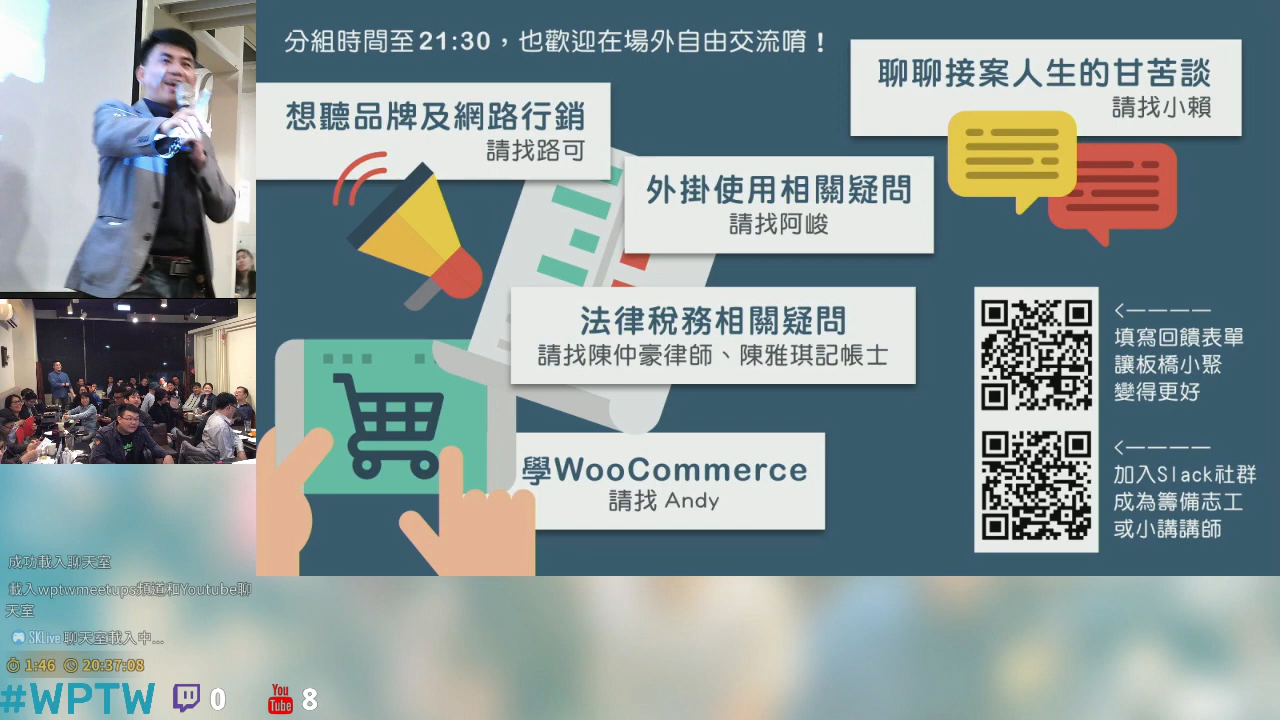 分組時間至21:30，也歡迎在場外自由交流唷！
聊聊接案人生的甘苦談
請找小賴
想聽品牌及網路行銷
請找路可
外掛使用相關疑問
請找阿峻
法律稅務相關疑問
請找陳仲豪律師、陳雅琪記帳士
學WooCommerce
請找 Andy
<————
填寫回饋表單
讓板橋小聚
變得更好
<————
加入Slack社群
成為籌備志工
或小講講師
成功載入聊天室
載入wptwmeetups頻道和Youtube聊
天室
SKLive 聊天室載入中...
1:46 20:37:08
#WPTW 0 You Tube 8